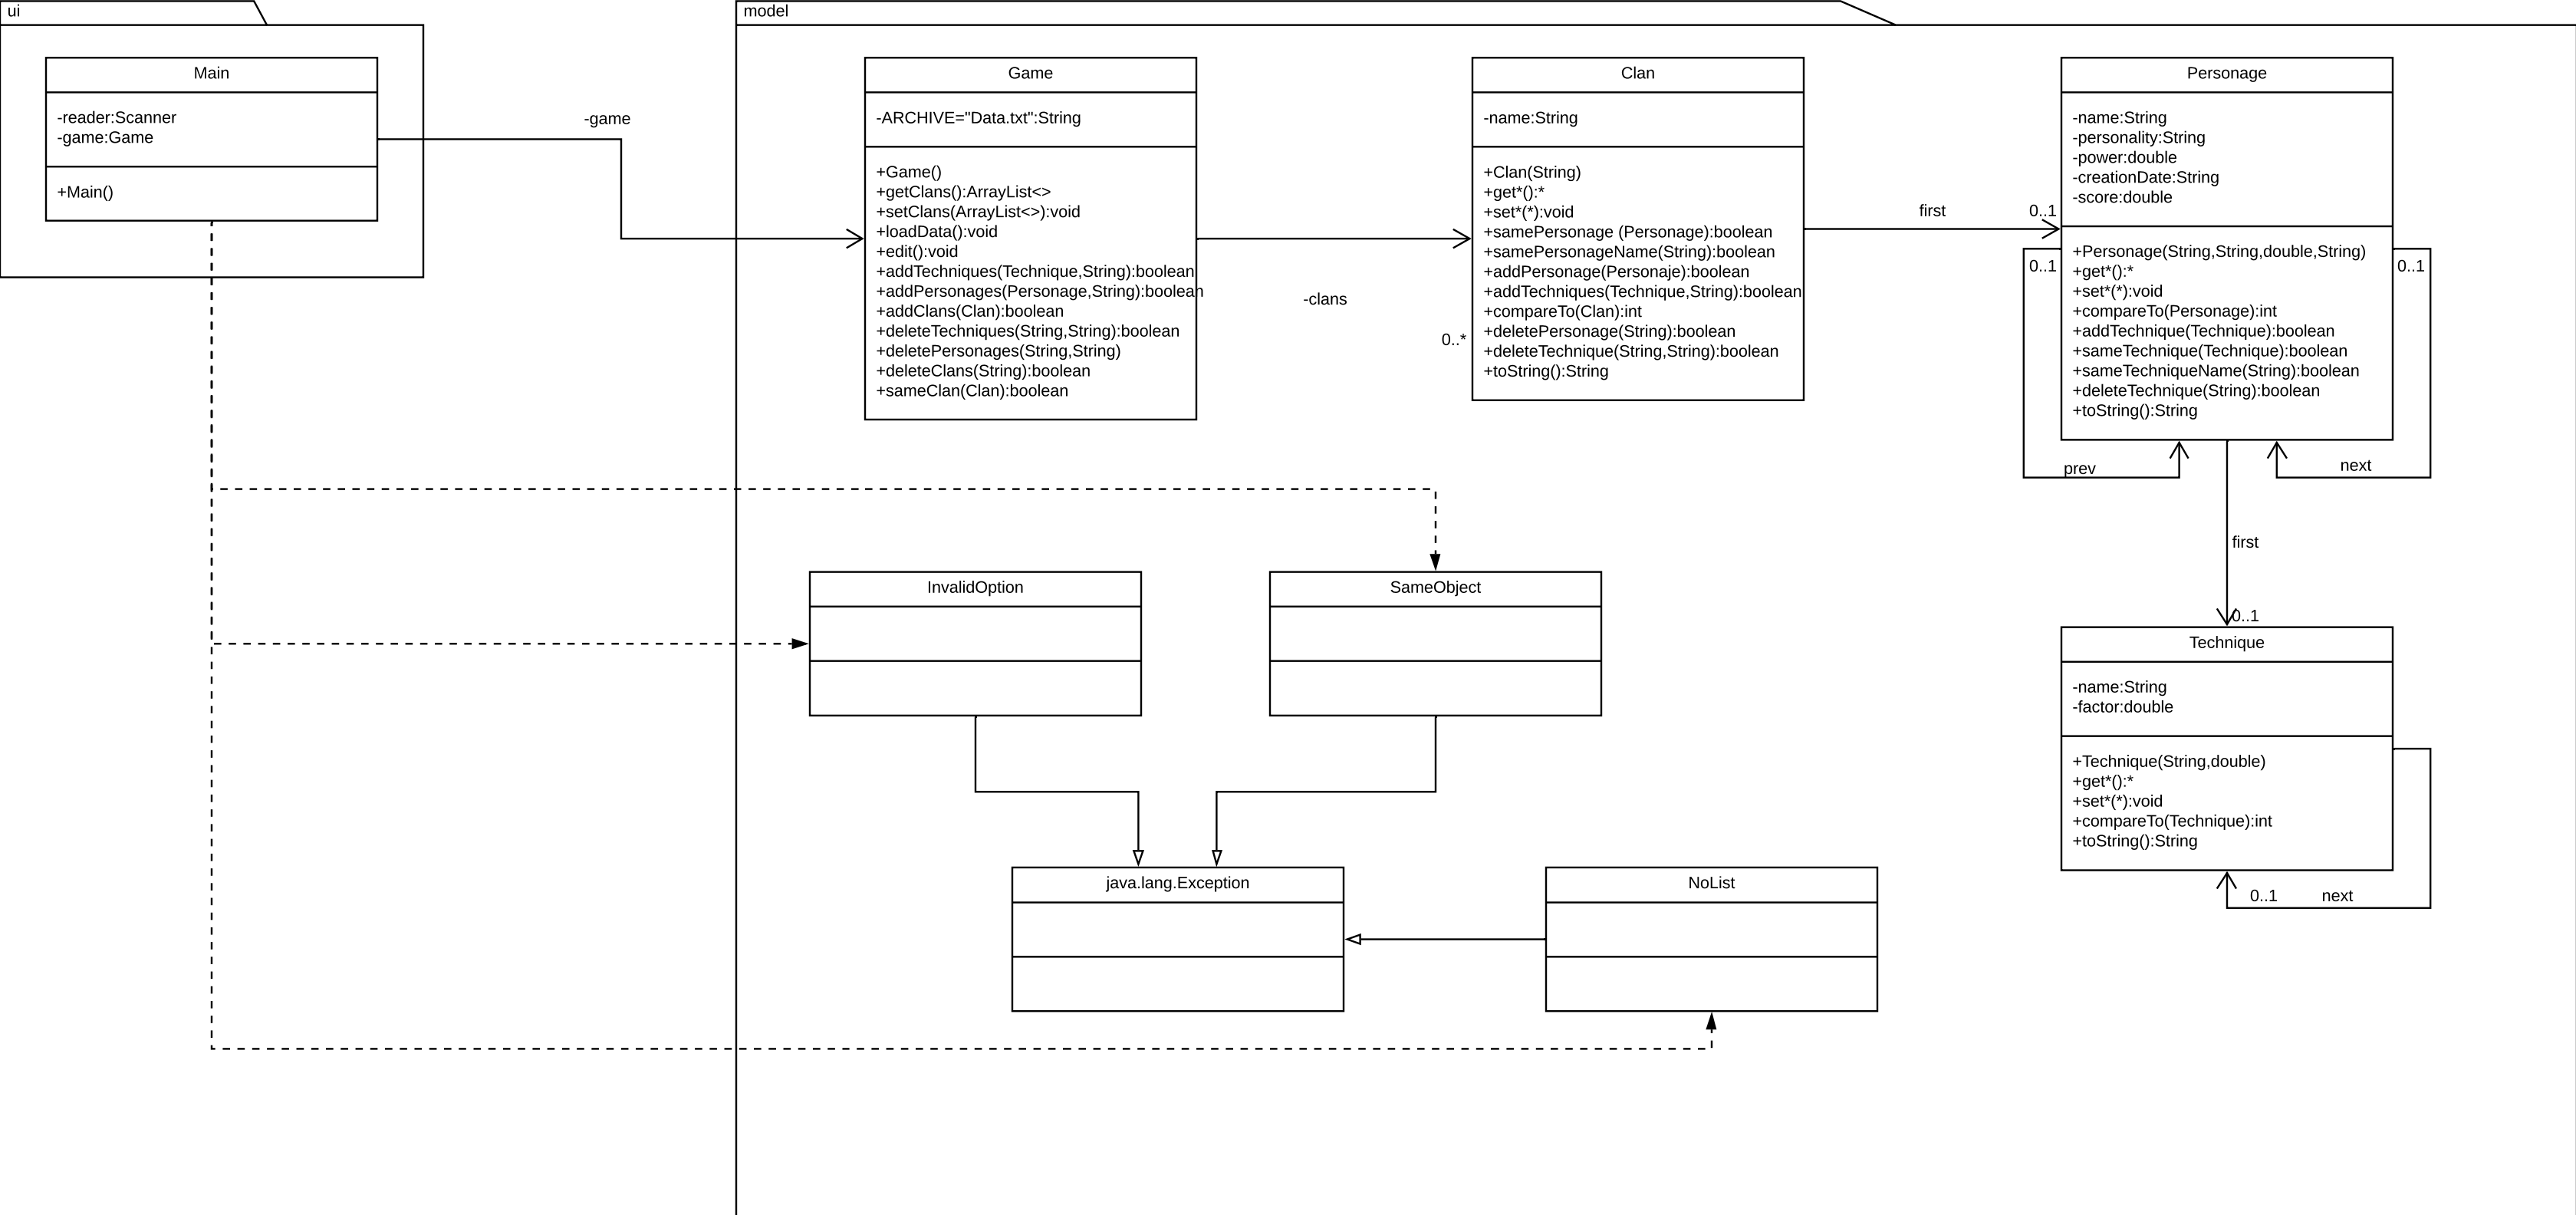 ui
Main
-reader:Scanner
-game:Game
+Main()
-game
model
Game
-ARCHIVE="Data.txt":String
+Game()
+getClans():ArrayList<>
+setClans(ArrayList<>):void
+loadData():void
+edit():void
+addTechniques(Technique,String):boolean
+addPersonages(Personage,String):boolean
+addClans(Clan):boolean
+deleteTechniques(String,String):boolean
+deletePersonages(String,String)
+deleteClans(String):boolean
+sameClan(Clan):boolean
-clans
0..*
Clan
-name:String
+Clan(String)
+get*():*
+set*(*):void
+samePersonage (Personage):boolean
+samePersonageName(String):boolean
+addPersonage(Personaje):boolean
+addTechniques(Technique,String):boolean
+compareTo(Clan):int
+deletePersonage(String):boolean
+deleteTechnique(String,String):boolean
+toString():String
first
0..1
Personage
-name:String
-personality:String
-power:double
-creationDate:String
-score:double
+Personage(String,String,double,String)
+get*():*
+set*(*):void
+compareTo(Personage):int
+addTechnique(Technique):boolean
+sameTechnique(Technique):boolean
+sameTechniqueName(String):boolean
+deleteTechnique(String):boolean
+toString():String
0..1
0..1
prev
next
first
0..1
InvalidOption
SameObject
Technique
-name:String
-factor:double
+Technique(String,double)
+get*():*
+set*(*):void
+compareTo(Technique):int
+toString():String
0..1
next
java.lang.Exception
NoList